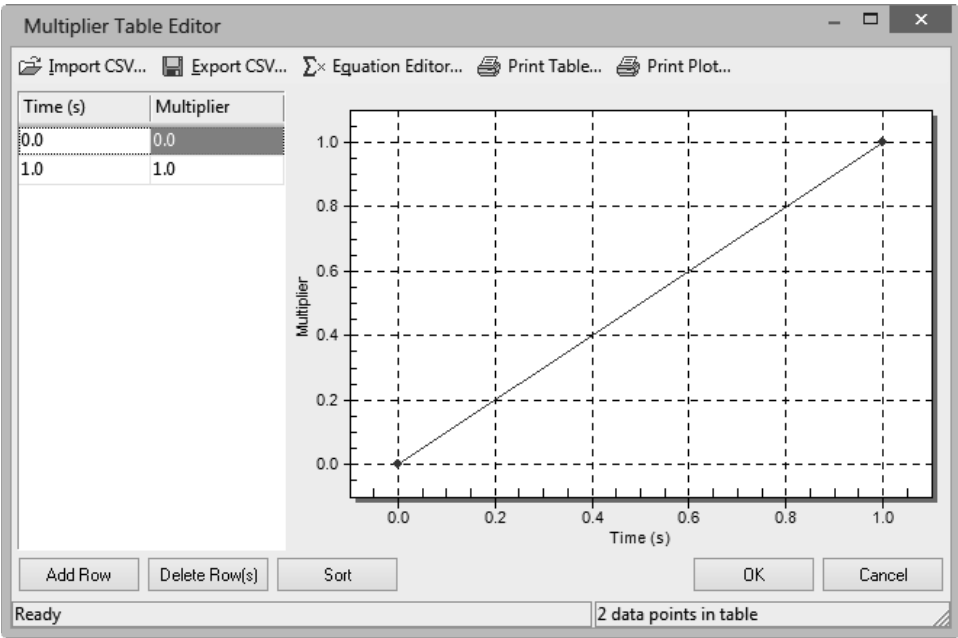 Multiplier Table Editor
Import CSV... Export CSV... ∑× Equation Editor... Print Table... Print Plot...
Time (s) Multiplier
0.0 0.0
1.0 1.0
1.0
0.8
0.6
0.4
0.2
0.0
Multiplier
0.0 0.2 0.4 0.6 0.8 1.0
Time (s)
Add Row Delete Row(s) Sort OK Cancel
Ready 2 data points in table